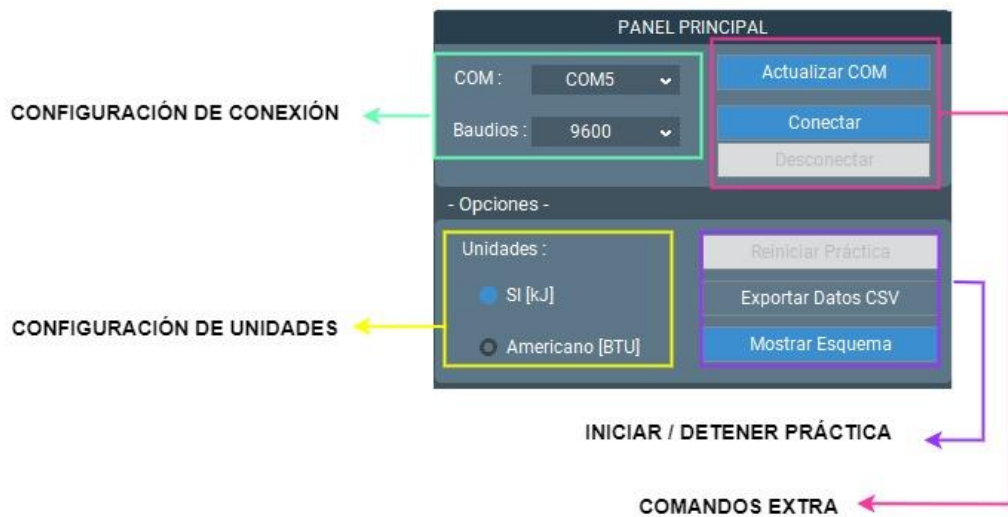 PANEL PRINCIPAL
COM :
COM5
Actualizar COM
CONFIGURACIÓN DE CONEXIÓN
Baudios :
9600
Conectar
Desconectar
- Opciones -
Unidades :
Reiniciar Práctica
SI [kJ]
Exportar Datos CSV
CONFIGURACIÓN DE UNIDADES
Americano [BTU]
Mostrar Esquema
INICIAR / DETENER PRÁCTICA
COMANDOS EXTRA